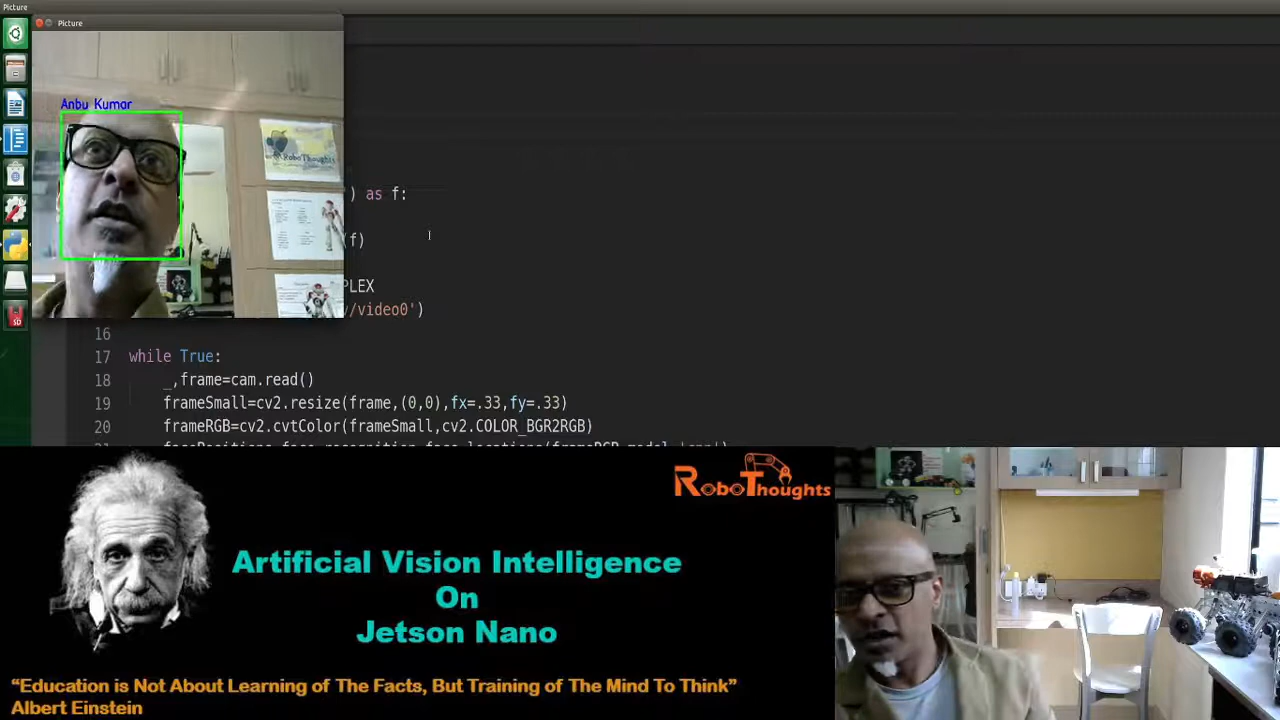 Picture
Picture
Anbu Kumar
RoboThoughts
) as f:
(f)
PLEX
/video0')
16
17 while True:
18 _,frame=cam.read()
19 frameSmall=cv2.resize(frame,(0,0),fx=.33,fy=.33)
20 frameRGB=cv2.cvtColor(frameSmall,cv2.COLOR_BGR2RGB)
RoboThoughts
Artificial Vision Intelligence
On
Jetson Nano
“Education is Not About Learning of The Facts, But Training of The Mind To Think”
Albert Einstein